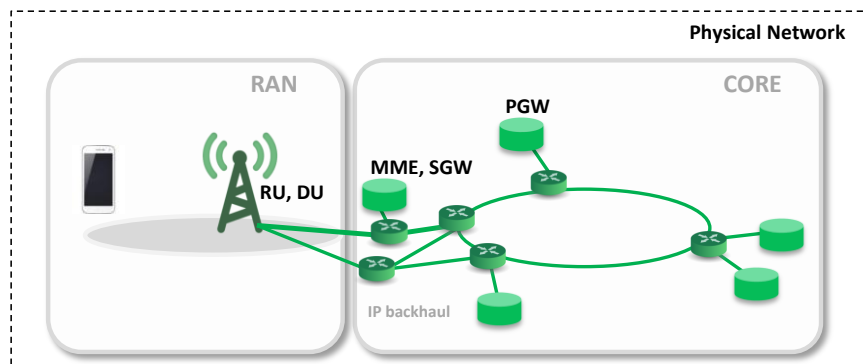 Physical Network
RAN
CORE
PGW
MME, SGW
RU, DU
IP backhaul